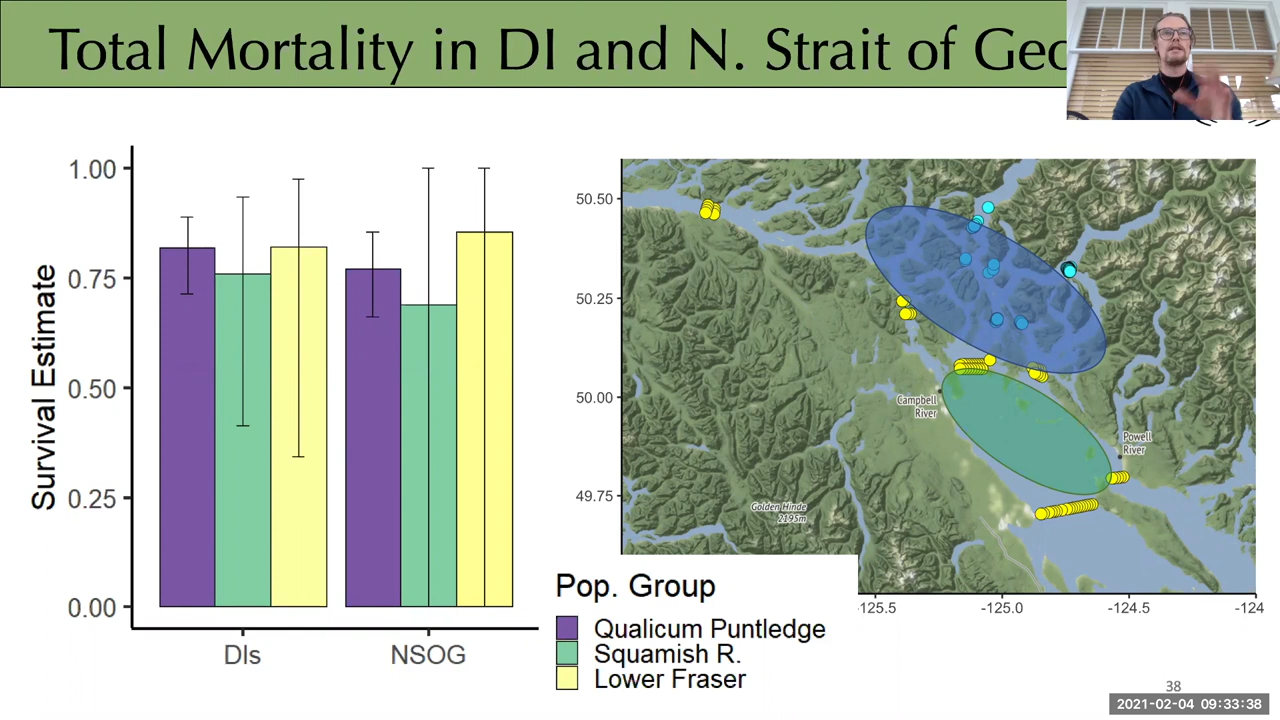 Total Mortality in DI and N. Strait of Geo
1.00
0.75
0.50
0.25
0.00
Survival Estimate
DIs
NSOG
50.50
50.25
50.00
49.75
Campbell
River
Powell
River
Golden Hinde
2195m
-125.5
-125.0
-124.5
-124
Pop. Group
Qualicum Puntledge
Squamish R.
Lower Fraser
38
2021-02-04 09:33:38